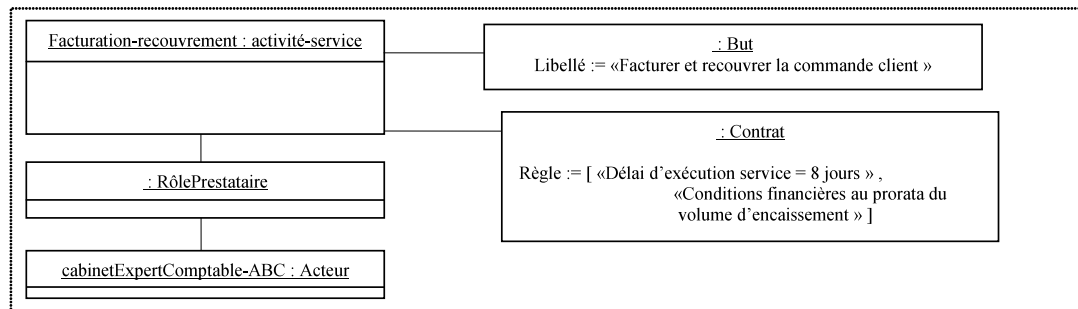 Facturation-recouvrement : activité-service
: But
Libellé := «Facturer et recouvrer la commande client »
: Contrat
Règle := [ «Délai d’exécution service = 8 jours » ,
«Conditions financières au prorata du
volume d’encaissement » ]
: RôlePrestataire
cabinetExpertComptable-ABC : Acteur